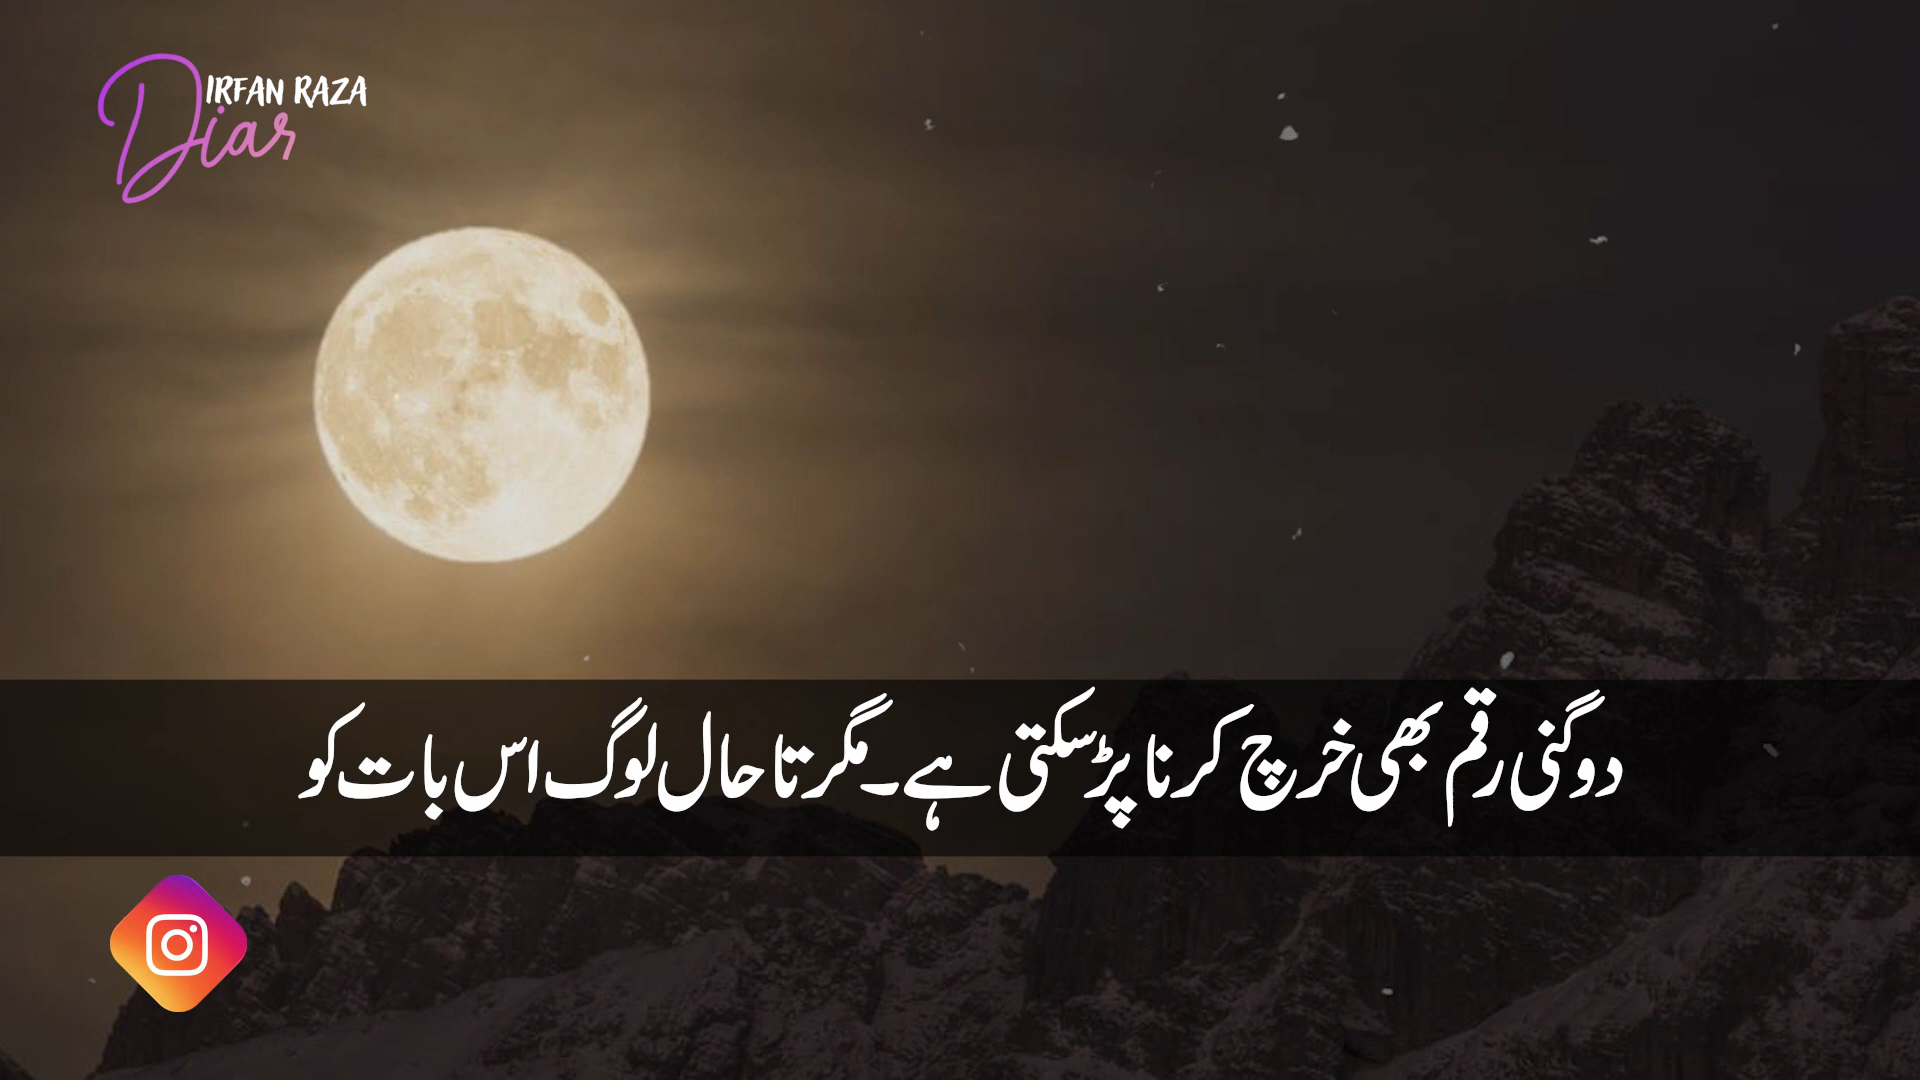 IRFAN RAZA
Diar
دوگنی رقم بھی خرچ کرنا پڑ سکتی ہے۔ مگر تا حال لوگ اس بات کو